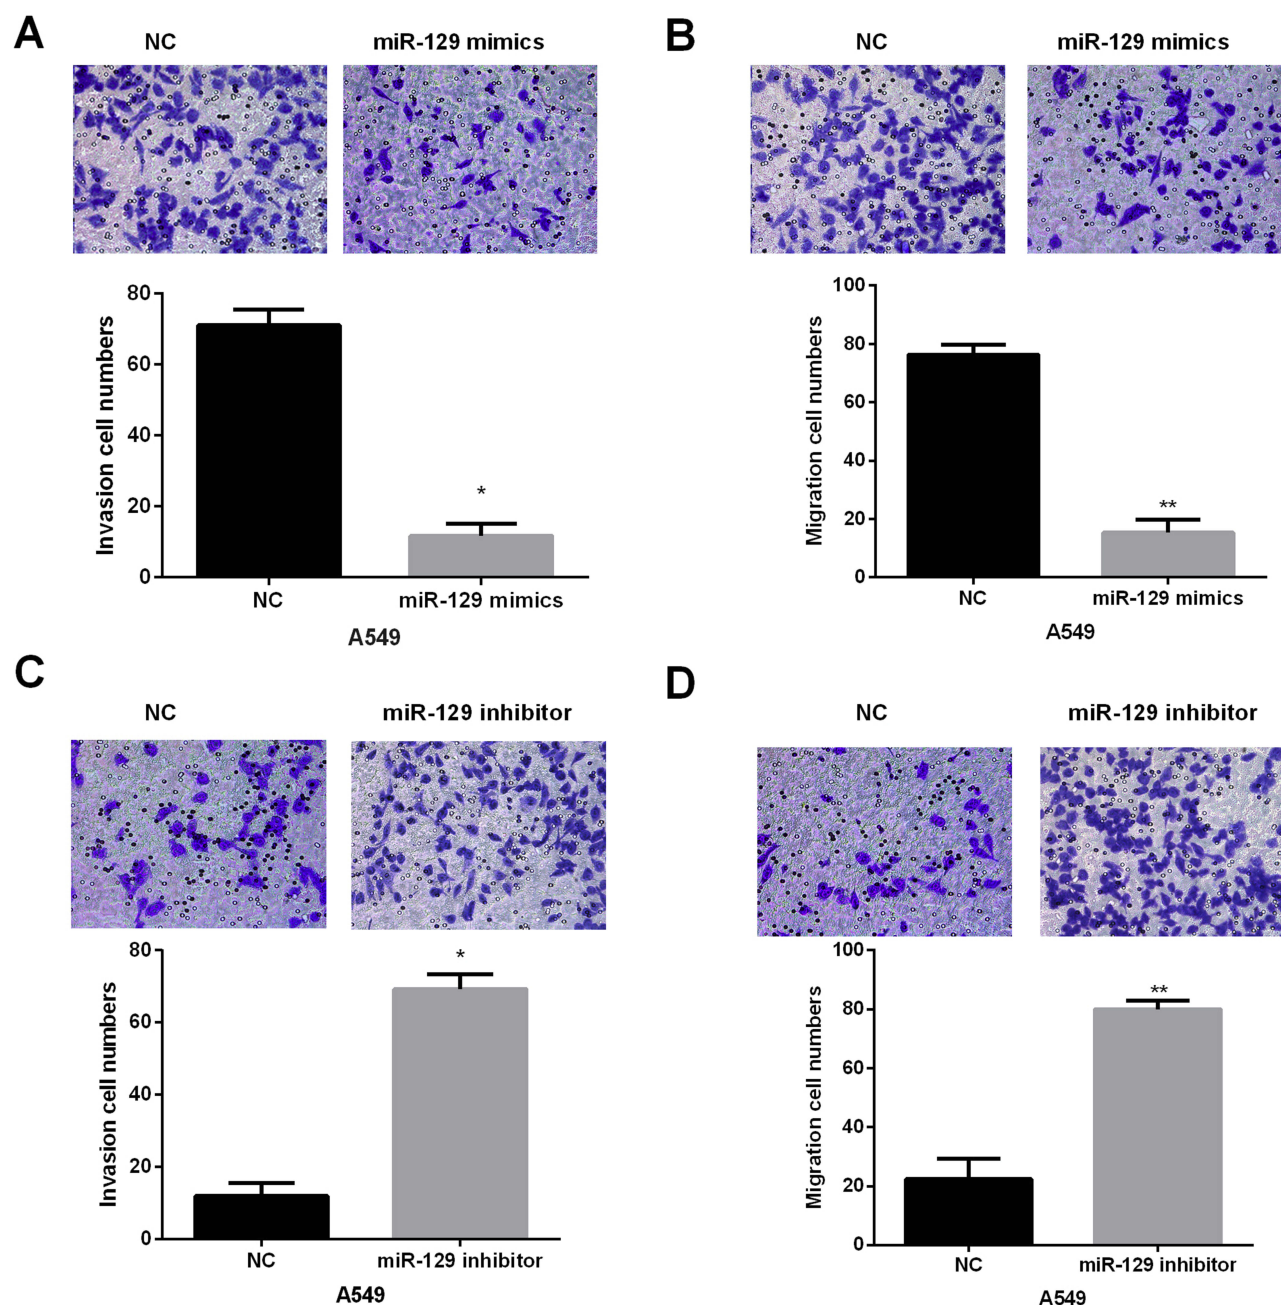 A
NC
miR-129 mimics
80
60
40
20
0
Invasion cell numbers
*
NC
miR-129 mimics
A549
B
NC
miR-129 mimics
100
80
60
40
20
0
Migration cell numbers
**
NC
miR-129 mimics
A549
C
NC
miR-129 inhibitor
80
60
40
20
0
Invasion cell numbers
*
NC
miR-129 inhibitor
A549
D
NC
miR-129 inhibitor
100
80
60
40
20
0
Migration cell numbers
**
NC
miR-129 inhibitor
A549